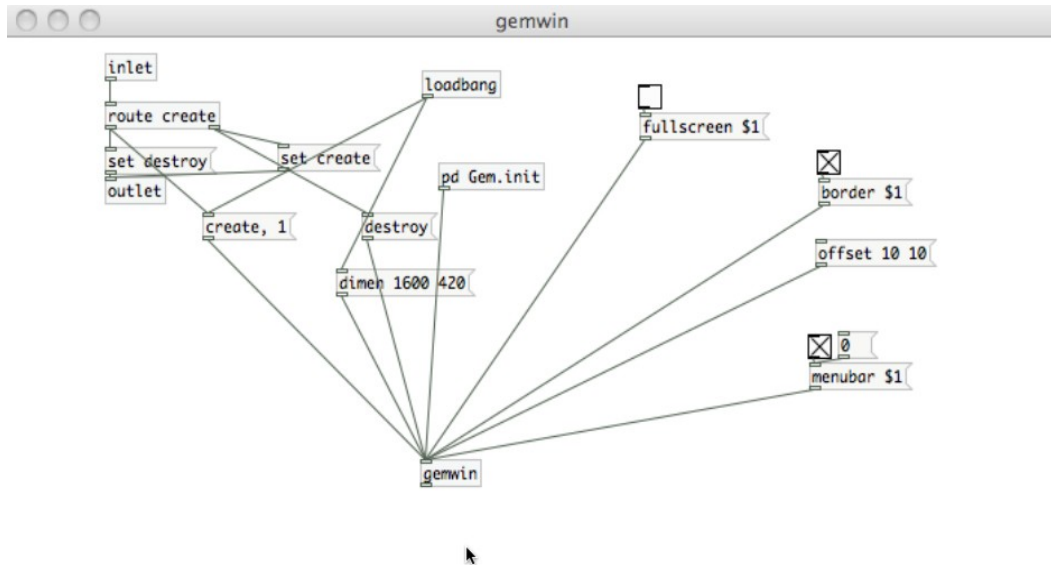 gemwin
inlet
loadbang
route create
fullscreen $1
set destroy
set create
outlet
pd Gem.init
border $1
create, 1
destroy
offset 10 10
dimen 1600 420
0
menubar $1
gemwin